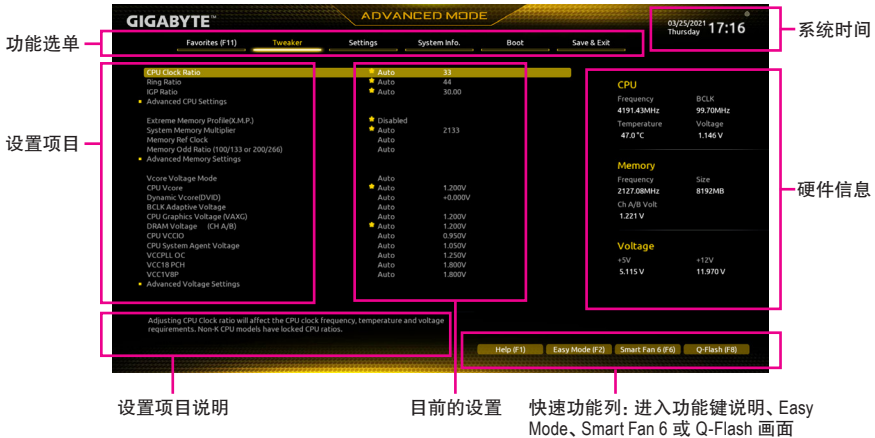 GIGABYTE™
ADVANCED MODE
03/25/2021 Thursday 17:16
系统时间
功能选单
Favorites (F11) Tweaker Settings System Info. Boot Save & Exit
设置项目
CPU Clock Ratio Auto 33
Ring Ratio Auto 44
IGP Ratio Auto 30.00
Advanced CPU Settings
Extreme Memory Profile(X.M.P.) Disabled
System Memory Multiplier Auto 2133
Memory Ref Clock Auto
Memory Odd Ratio (100/133 or 200/266) Auto
Advanced Memory Settings
Vcore Voltage Mode Auto
CPU Vcore Auto 1.200V
Dynamic Vcore(DVID) Auto +0.000V
BCLK Adaptive Voltage Auto
CPU Graphics Voltage (VAXG) Auto 1.200V
DRAM Voltage (CH A/B) Auto 1.200V
CPU VCCIO Auto 0.950V
CPU System Agent Voltage Auto 1.050V
VCCPLL OC Auto 1.250V
VCC18 PCH Auto 1.800V
VCC1V8P Auto 1.800V
Advanced Voltage Settings
CPU
Frequency BCLK
4191.43MHz 99.70MHz
Temperature Voltage
47.0 °C 1.146 V
Memory
Frequency Size
2127.08MHz 8192MB
Ch A/B Volt
1.221 V
Voltage
+5V +12V
5.115 V 11.970 V
硬件信息
Adjusting CPU Clock ratio will affect the CPU clock frequency, temperature and voltage
requirements. Non-K CPU models have locked CPU ratios.
Help (F1) Easy Mode (F2) Smart Fan 6 (F6) Q-Flash (F8)
设置项目说明
目前的设置
快速功能列: 进入功能键说明、Easy
Mode、Smart Fan 6 或 Q-Flash 画面